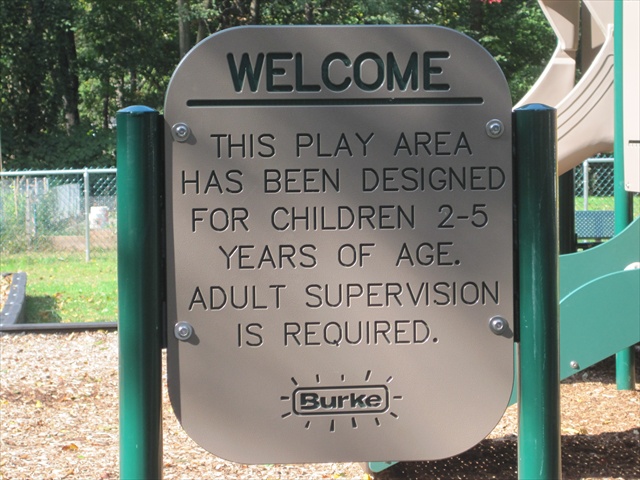 WELCOME
THIS PLAY AREA
HAS BEEN DESIGNED
FOR CHILDREN 2-5
YEARS OF AGE.
ADULT SUPERVISION
IS REQUIRED.
Burke